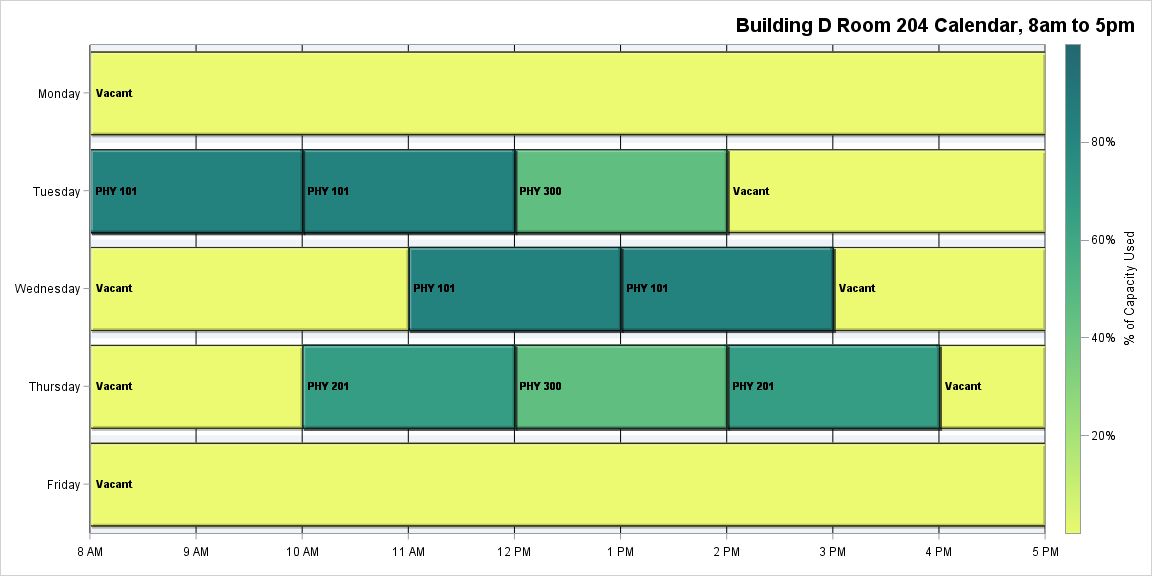 Building D Room 204 Calendar, 8am to 5pm
Monday
Vacant
Tuesday
PHY 101
PHY 101
PHY 300
Vacant
Wednesday
Vacant
PHY 101
PHY 101
Vacant
Thursday
Vacant
PHY 201
PHY 300
PHY 201
Vacant
Friday
Vacant
8 AM
9 AM
10 AM
11 AM
12 PM
1 PM
2 PM
3 PM
4 PM
5 PM
80%
60%
40%
20%
% of Capacity Used